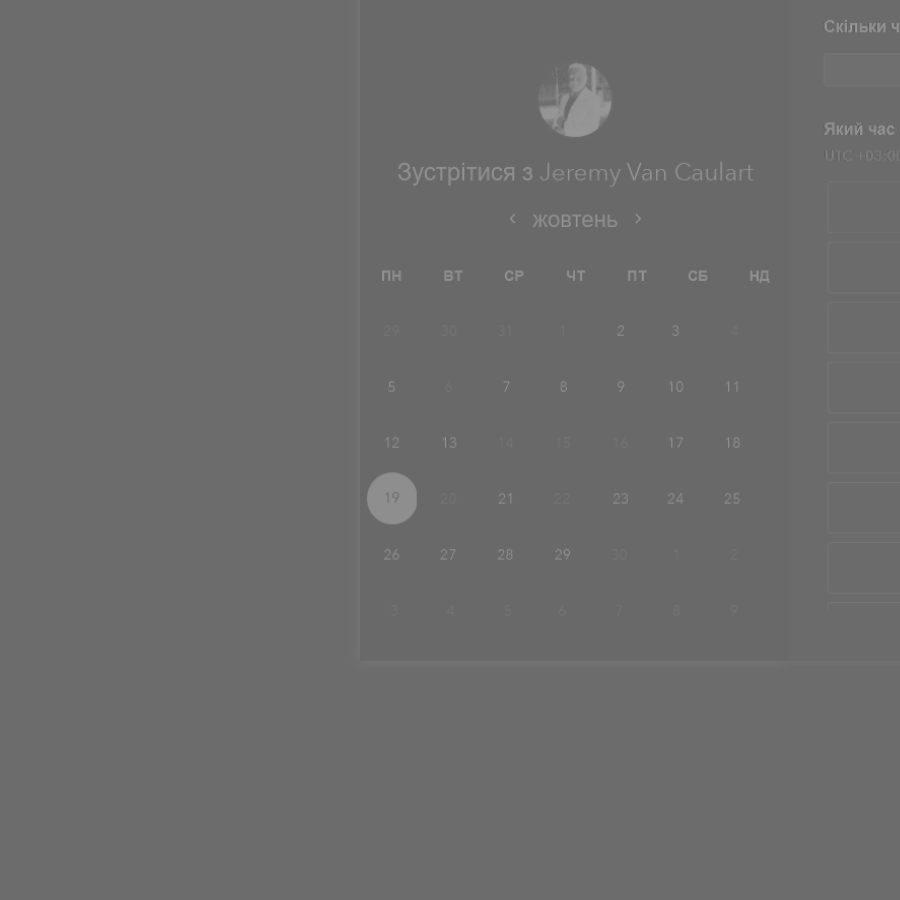 Зустрітися з Jeremy Van Caulart
жовтень
ПН ВТ СР ЧТ ПТ СБ НД
29 30 31 1 2 3 4
5 6 7 8 9 10 11
12 13 14 15 16 17 18
19 20 21 22 23 24 25
26 27 28 29 30 1 2
3 4 5 6 7 8 9
Скільки ч
Який час
UTC +03:00